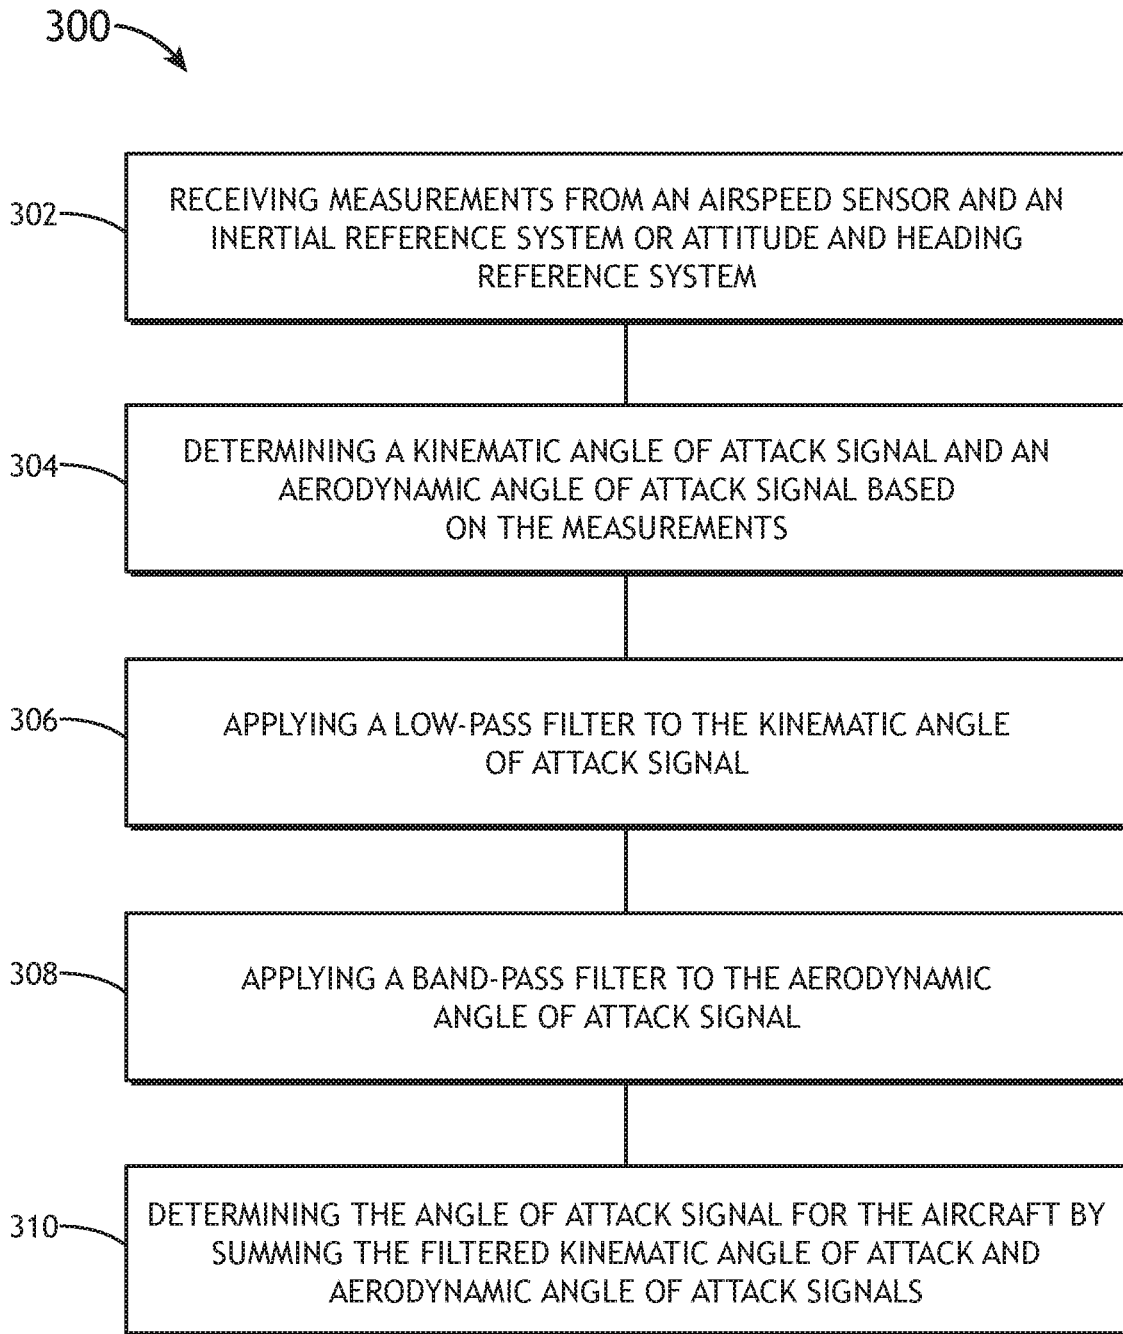 300
302
RECEIVING MEASUREMENTS FROM AN AIRSPEED SENSOR AND AN
INERTIAL REFERENCE SYSTEM OR ATTITUDE AND HEADING
REFERENCE SYSTEM
304
DETERMINING A KINEMATIC ANGLE OF ATTACK SIGNAL AND AN
AERODYNAMIC ANGLE OF ATTACK SIGNAL BASED
ON THE MEASUREMENTS
306
APPLYING A LOW-PASS FILTER TO THE KINEMATIC ANGLE
OF ATTACK SIGNAL
308
APPLYING A BAND-PASS FILTER TO THE AERODYNAMIC
ANGLE OF ATTACK SIGNAL
310
DETERMINING THE ANGLE OF ATTACK SIGNAL FOR THE AIRCRAFT BY
SUMMING THE FILTERED KINEMATIC ANGLE OF ATTACK AND
AERODYNAMIC ANGLE OF ATTACK SIGNALS